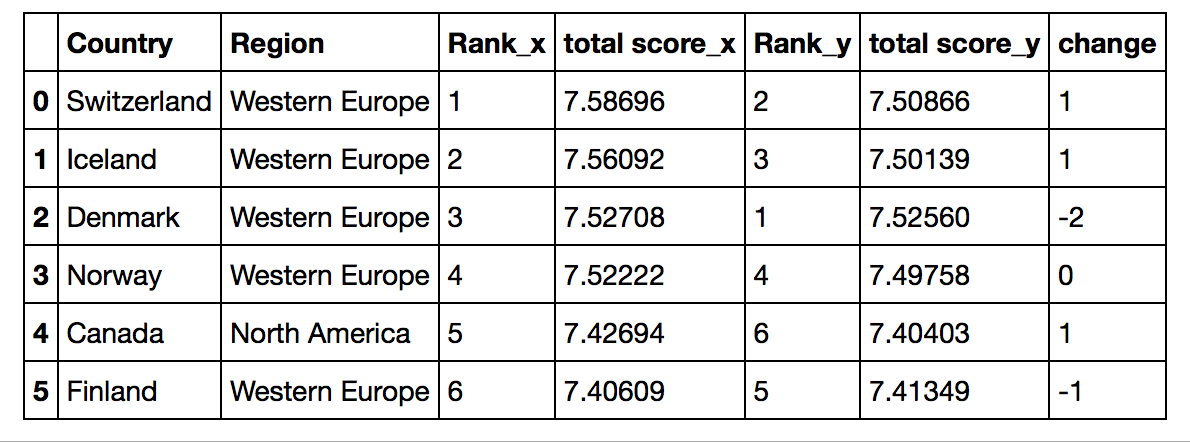 Country Region Rank_x total score_x Rank_y total score_y change
0 Switzerland Western Europe 1 7.58696 2 7.50866 1
1 Iceland Western Europe 2 7.56092 3 7.50139 1
2 Denmark Western Europe 3 7.52708 1 7.52560 -2
3 Norway Western Europe 4 7.52222 4 7.49758 0
4 Canada North America 5 7.42694 6 7.40403 1
5 Finland Western Europe 6 7.40609 5 7.41349 -1